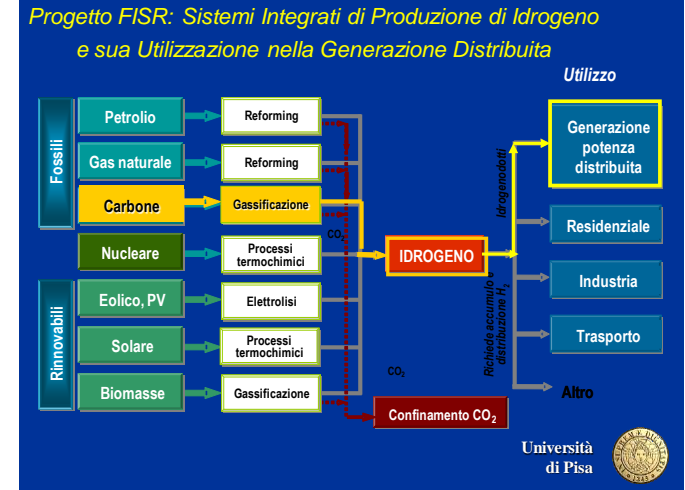 Progetto FISR: Sistemi Integrati di Produzione di Idrogeno
e sua Utilizzazione nella Generazione Distribuita
Utilizzo
Fossili
Petrolio
Reforming
Gas naturale
Reforming
Carbone
Gassificazione
Nucleare
Processi
termochimici
Rinnovabili
Eolico, PV
Elettrolisi
Solare
Processi
termochimici
Biomasse
Gassificazione
CO2
IDROGENO
CO2
Confinamento CO2
Idrogenodotti
Richiede accumulo e
distribuzione H2
Generazione
potenza
distribuita
Residenziale
Industria
Trasporto
Altro
Università
di Pisa